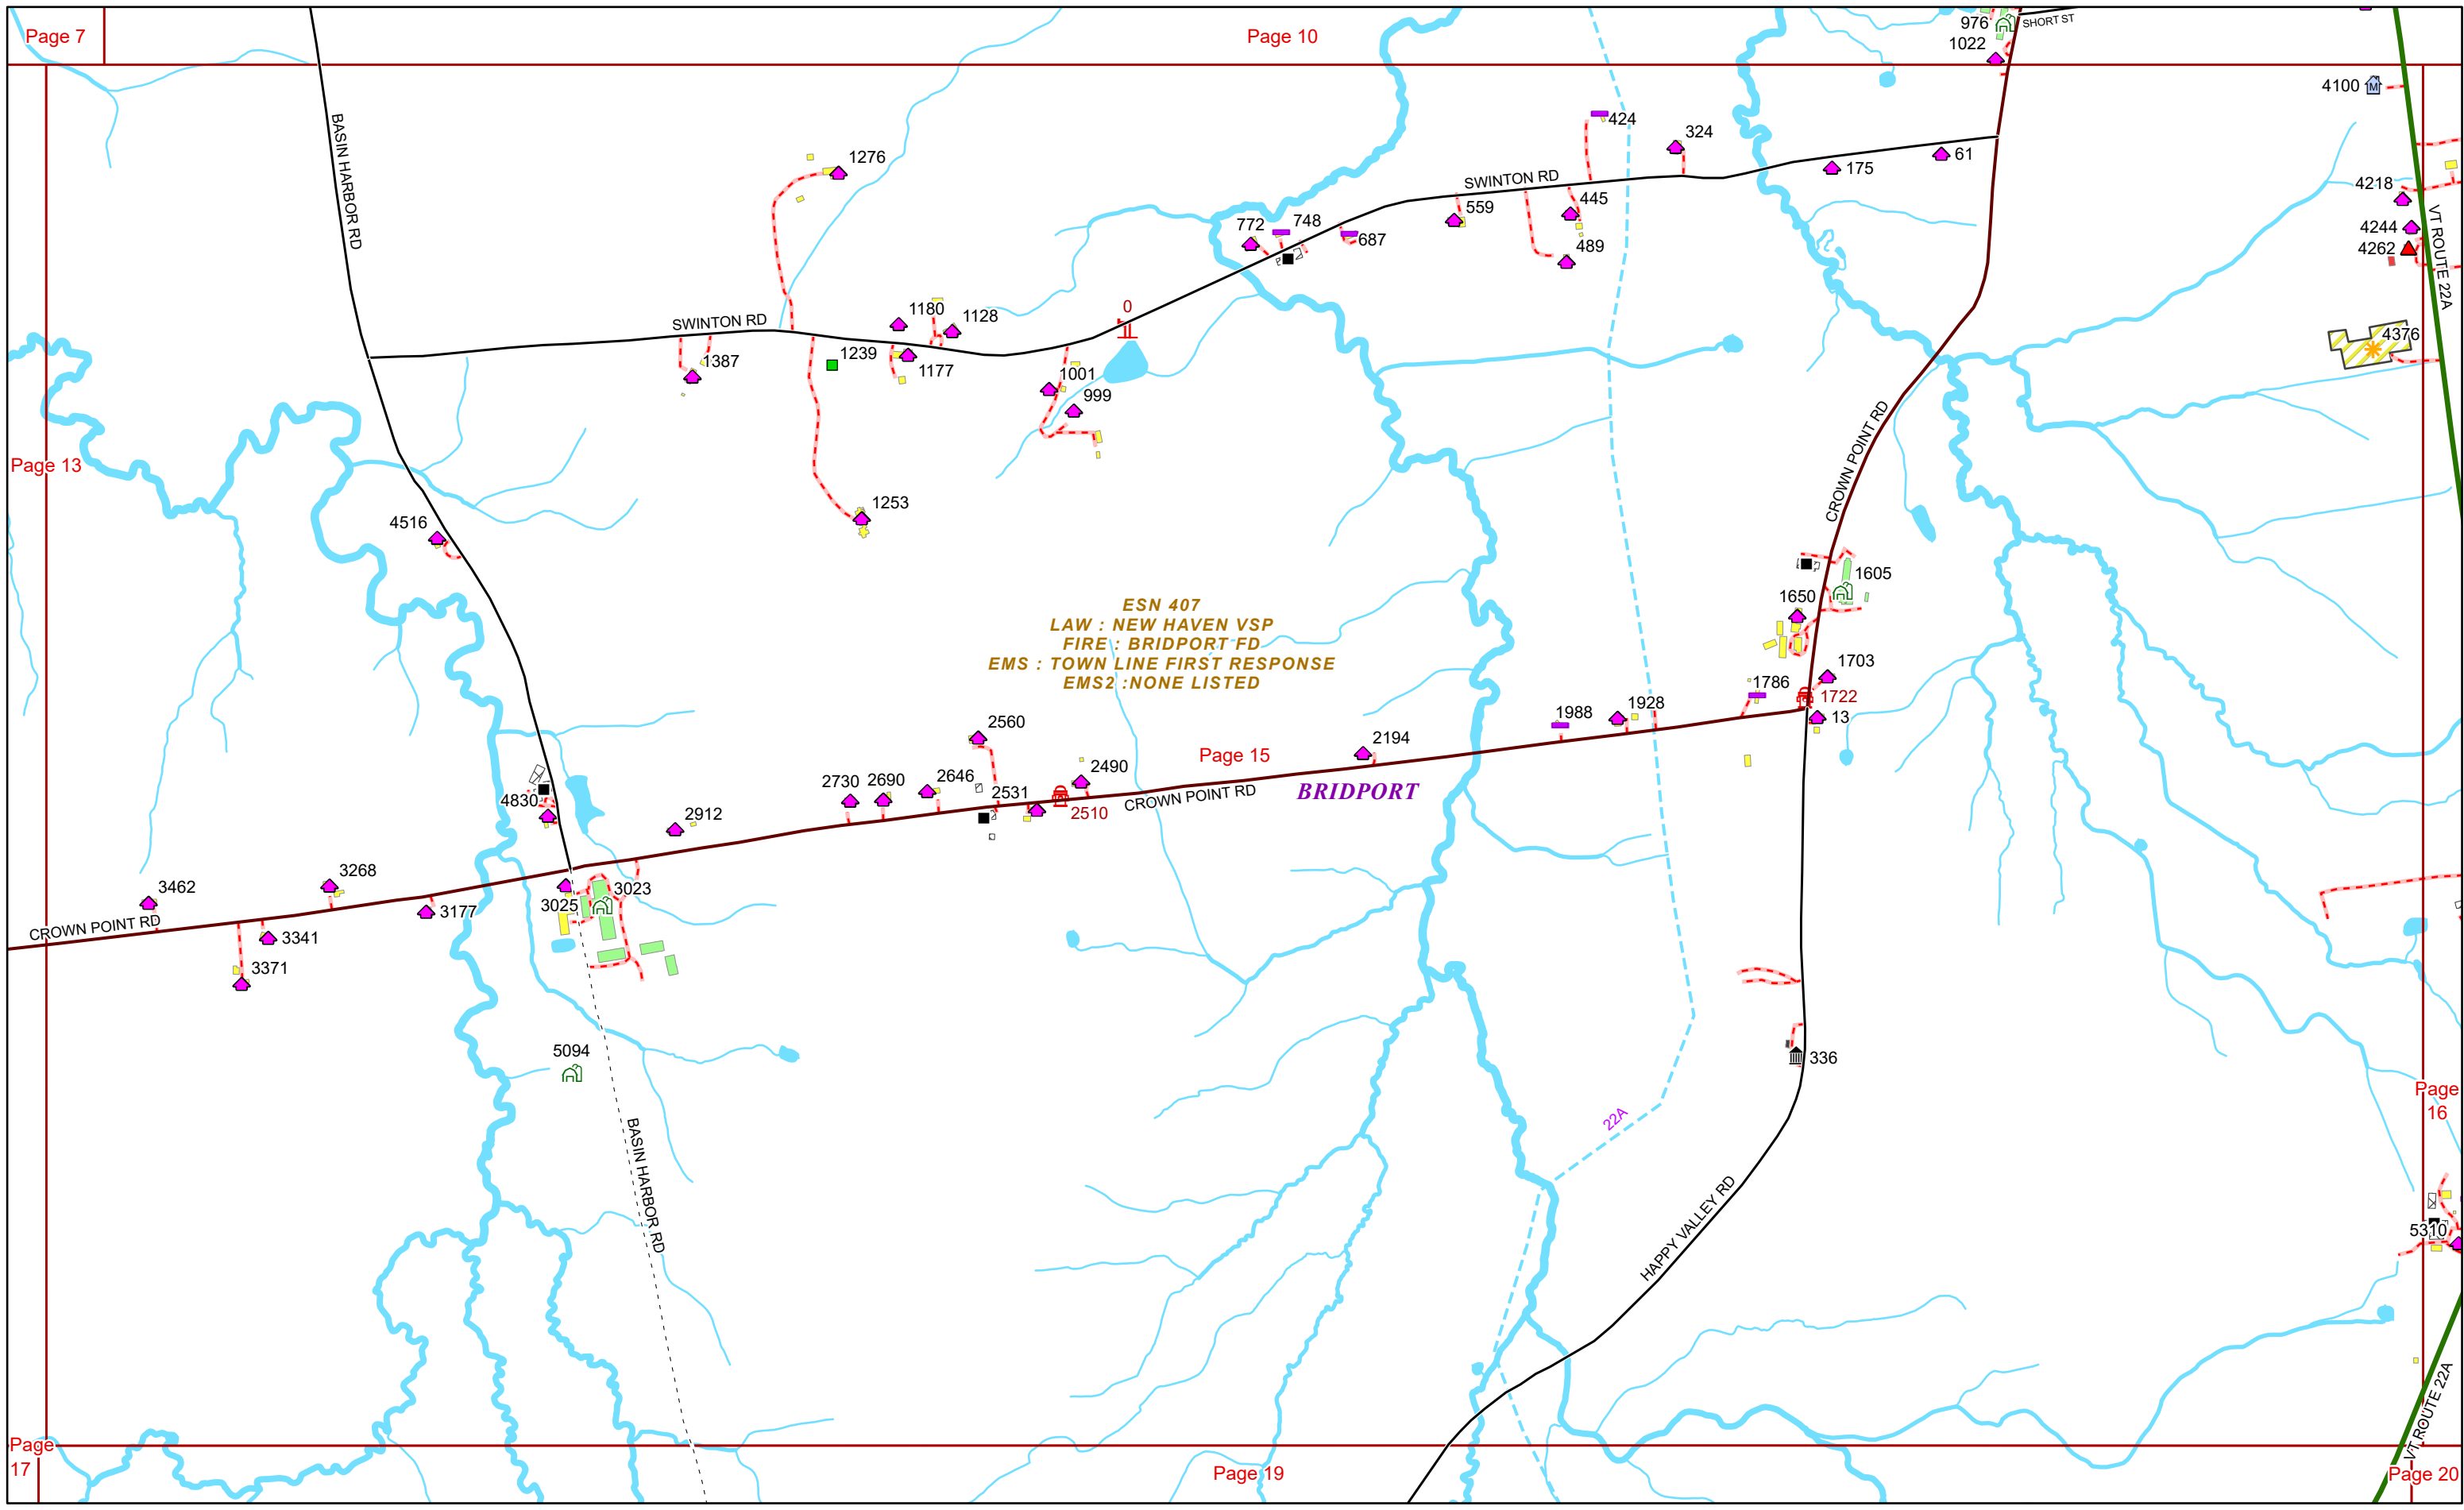 Page 7
Page 10
976
SHORT ST
1022
4100
BASIN HARBOR RD
424
324
1276
175
61
SWINTON RD
4218
445
559
772
748
687
4244
489
4262
VT ROUTE 22A
0
1180
1128
SWINTON RD
4376
1239
1387
1177
1001
999
CROWN POINT RD
Page 13
1253
4516
1605
1650
ESN 407
LAW : NEW HAVEN VSP
FIRE : BRIDPORT FD
EMS : TOWN LINE FIRST RESPONSE
EMS2 :NONE LISTED
1703
1786
1722
1928
1988
13
2560
2194
Page 15
2490
2730
2690
2646
2531
BRIDPORT
CROWN POINT RD
4830
2510
2912
3268
3462
3023
3025
3177
CROWN POINT RD
3341
3371
5094
336
Page
16
22A
BASIN HARBOR RD
HAPPY VALLEY RD
5310
VT ROUTE 22A
Page
17
Page 19
Page 20
M